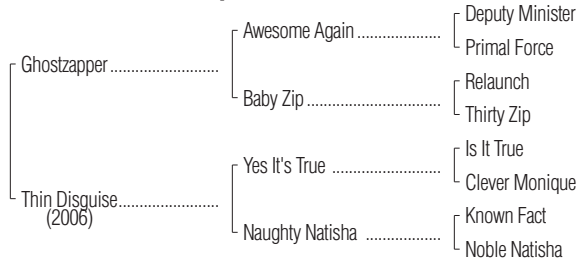 Deputy Minister
Awesome Again ....................
Primal Force
Ghostzapper ..........................
Relaunch
Baby Zip ................................
Thirty Zip
Is It True
Yes It's True ..........................
Clever Monique
Thin Disguise........................
(2006)
Known Fact
Naughty Natisha ..................
Noble Natisha